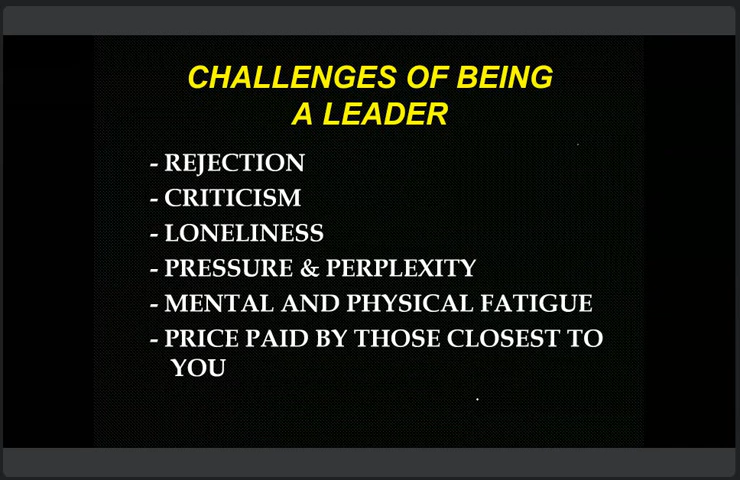 CHALLENGES OF BEING
A LEADER
- REJECTION
- CRITICISM
- LONELINESS
- PRESSURE & PERPLEXITY
- MENTAL AND PHYSICAL FATIGUE
- PRICE PAID BY THOSE CLOSEST TO
YOU